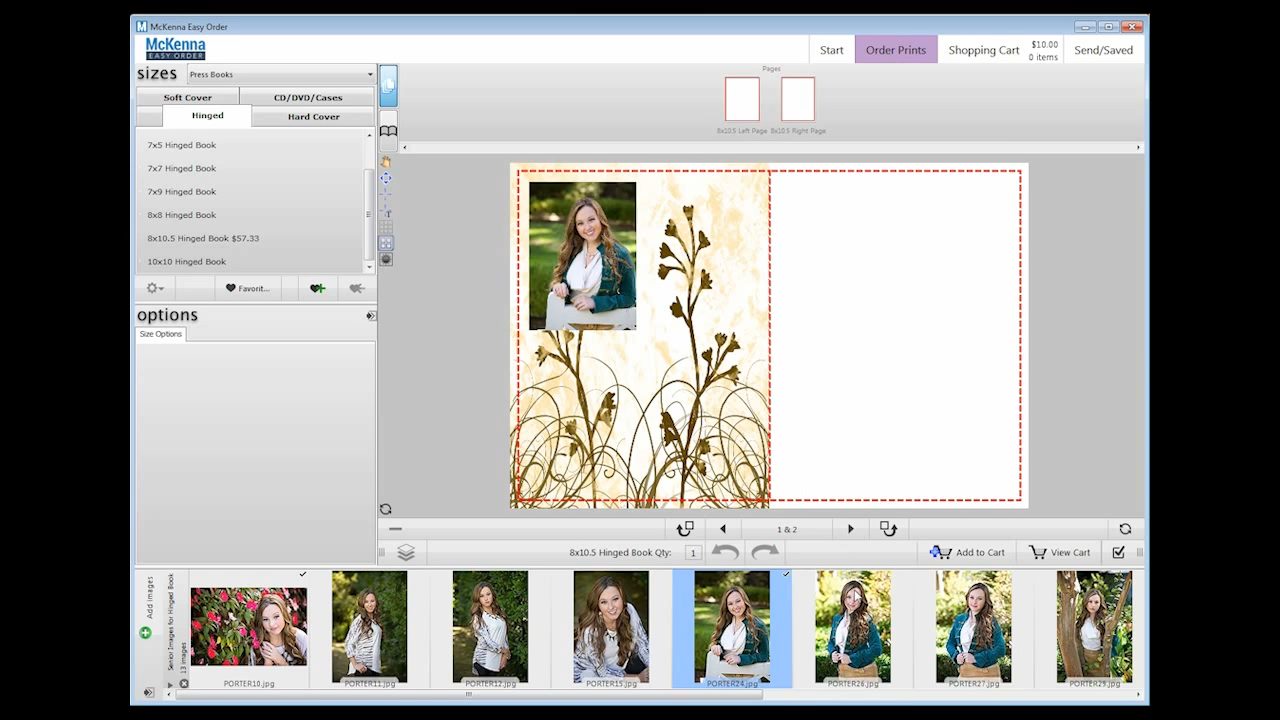 McKenna Easy Order
McKenna
EASY ORDER
Start
Order Prints
Shopping Cart
$10.00
0 items
Send/Saved
sizes
Press Books
Soft Cover
CD/DVD/Cases
Hinged
Hard Cover
7x5 Hinged Book
7x7 Hinged Book
7x9 Hinged Book
8x8 Hinged Book
8x10.5 Hinged Book $57.33
10x10 Hinged Book
Favorit...
options
Size Options
Pages
8x10.5 Left Page
8x10.5 Right Page
1 & 2
8x10.5 Hinged Book Qty:
1
Add to Cart
View Cart
Add images
Senior Images for Hinged Book
13 images
PORTER10.jpg
PORTER11.jpg
PORTER12.jpg
PORTER15.jpg
PORTER24.jpg
PORTER26.jpg
PORTER27.jpg
PORTER29.jpg